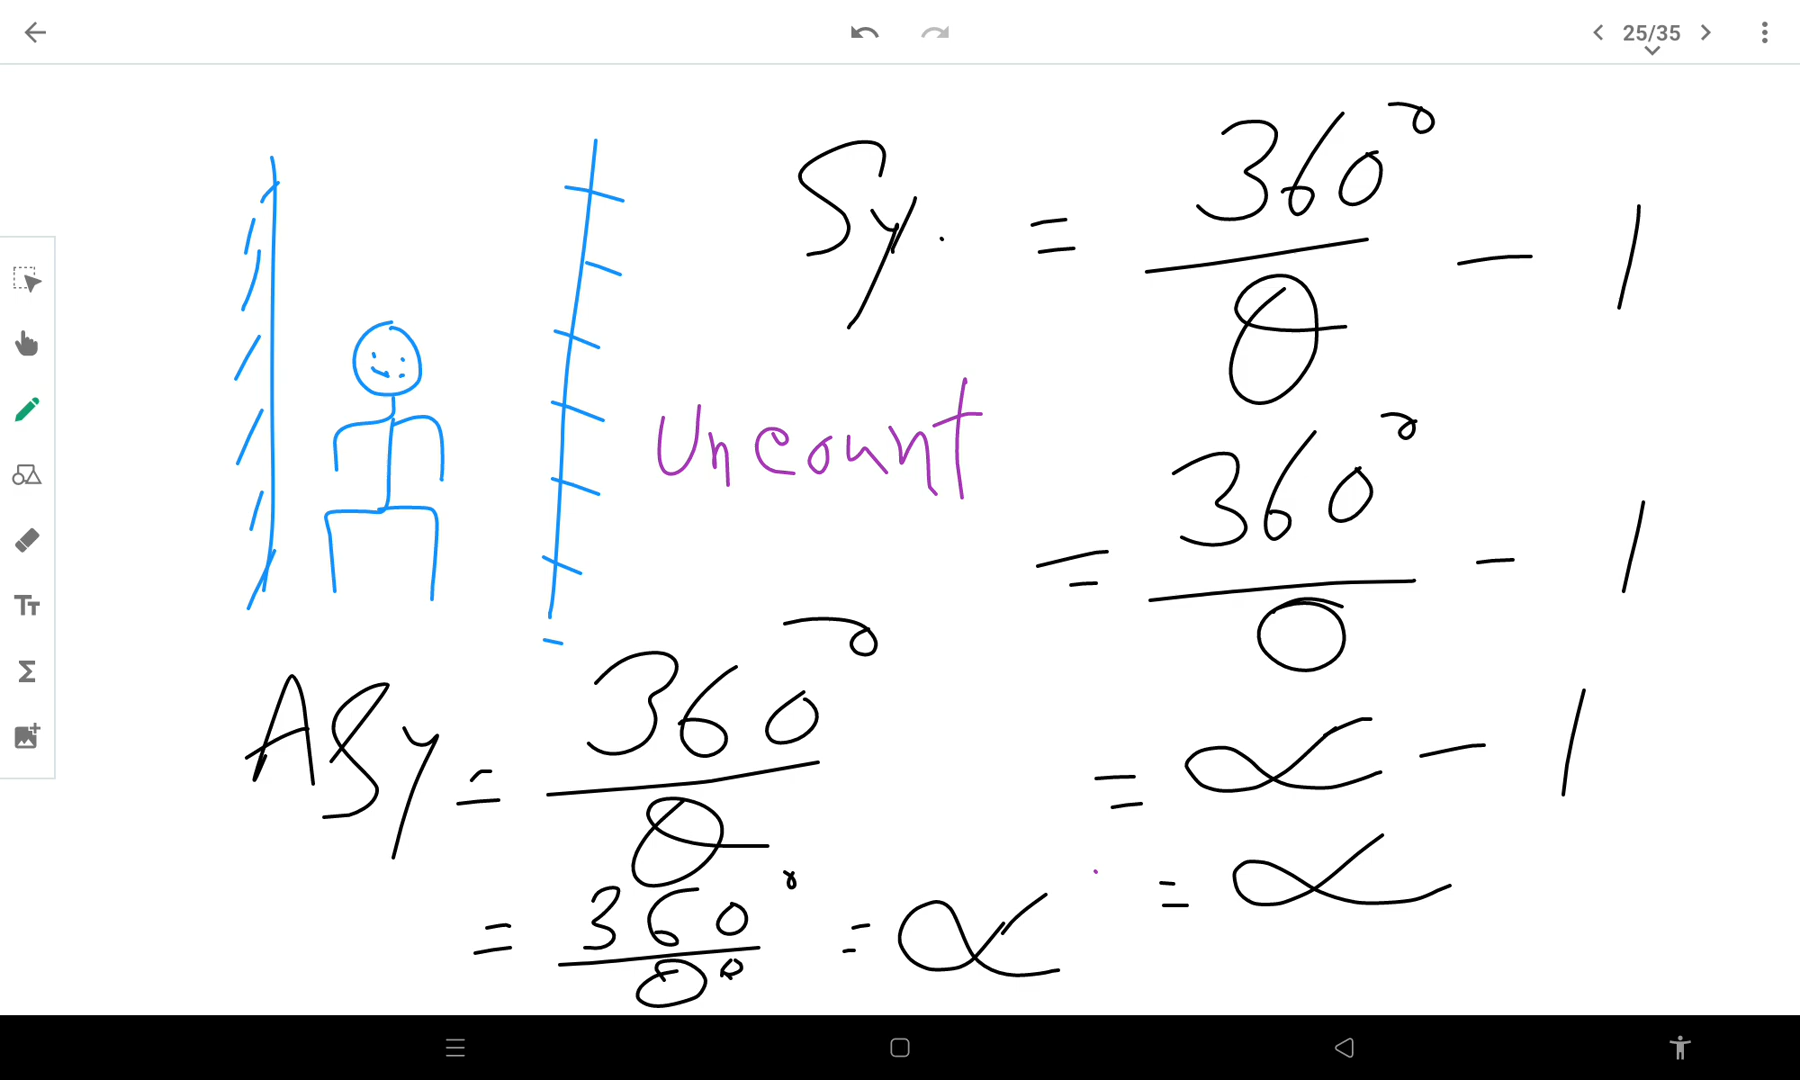 25/35
Sy. = 360° / θ - 1
Uncount
= 360° / 0 - 1
= ∝ - 1
= ∝
ASy = 360° / θ
= 360° / 0° = ∝